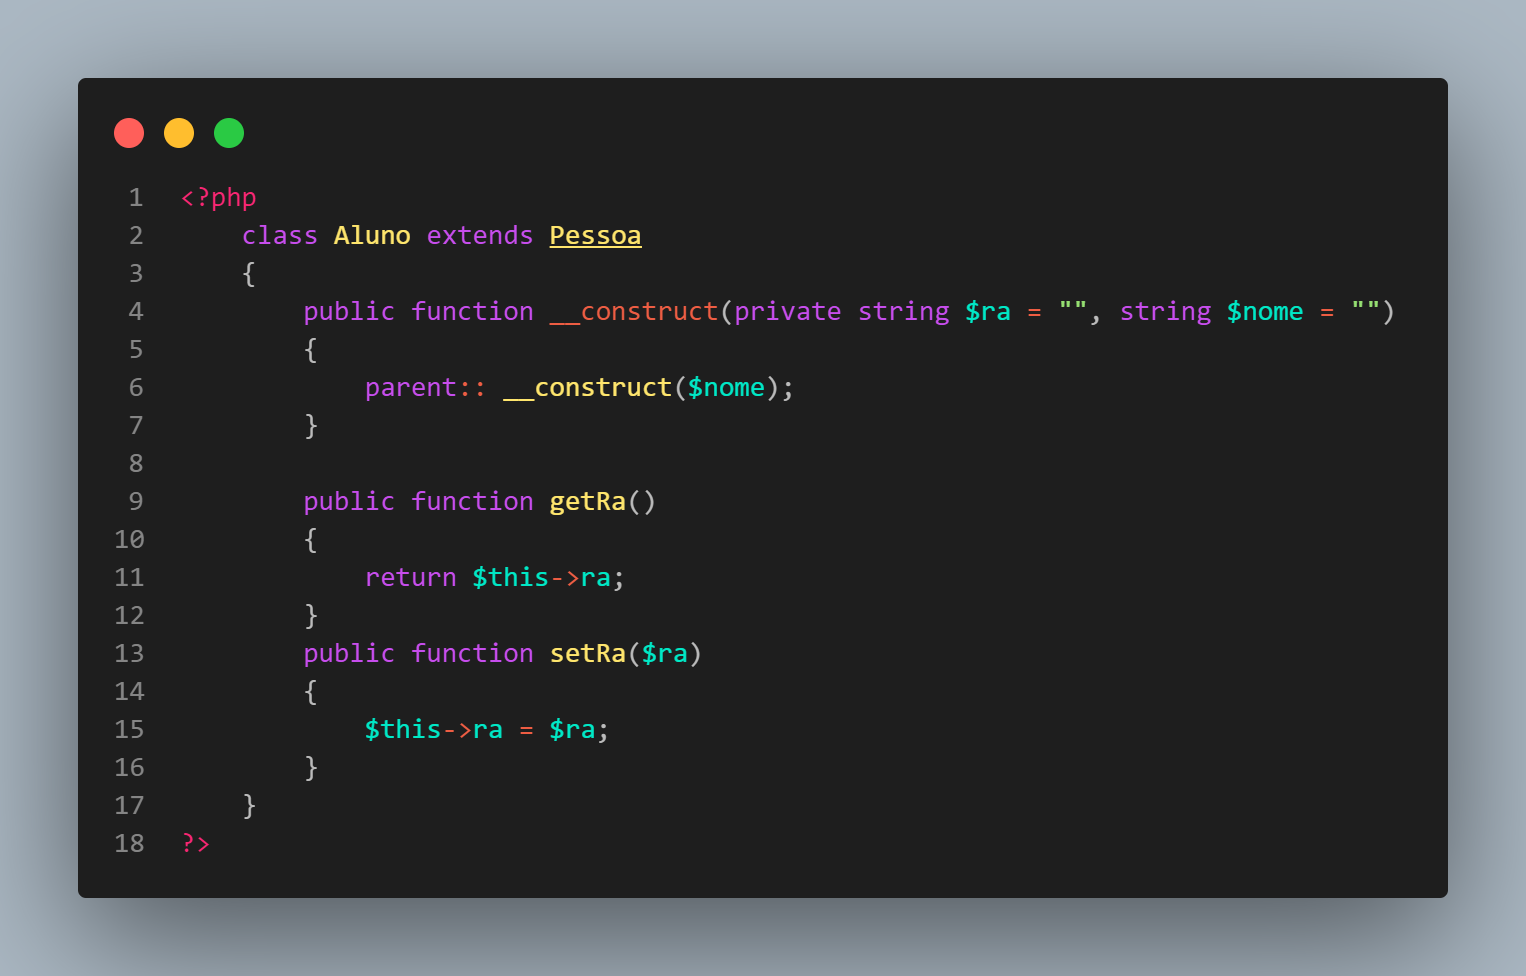 1 <?php
2     class Aluno extends Pessoa
3     {
4         public function __construct(private string $ra = "", string $nome = "")
5         {
6             parent:: __construct($nome);
7         }
8
9         public function getRa()
10         {
11             return $this->ra;
12         }
13         public function setRa($ra)
14         {
15             $this->ra = $ra;
16         }
17     }
18 ?>